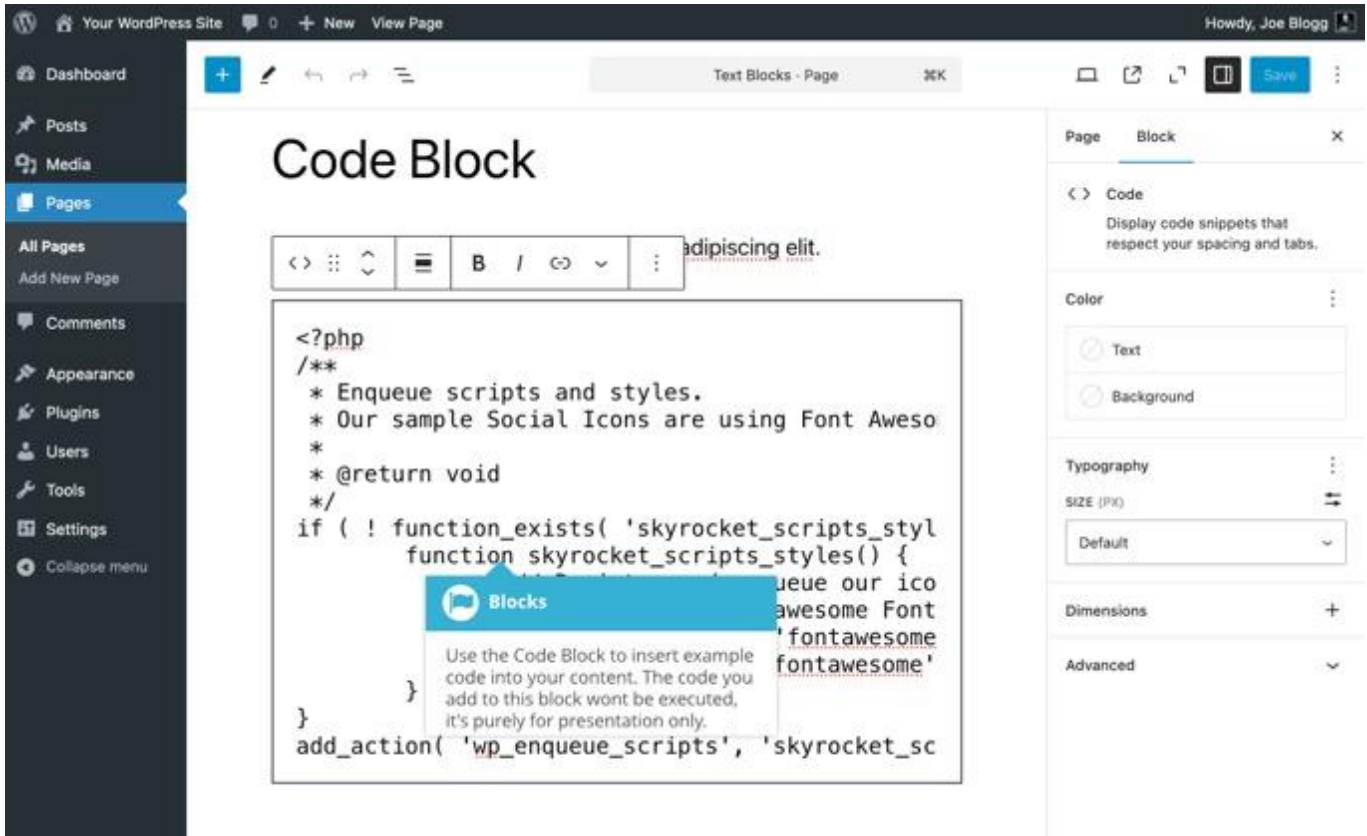 Your WordPress Site 0 + New View Page Howdy, Joe Blogg
Dashboard
Posts
Media
Pages
All Pages
Add New Page
Comments
Appearance
Plugins
Users
Tools
Settings
Collapse menu
Text Blocks · Page ⌘K
Save
Code Block
adipiscing elit.
B I
<?php
/**
* Enqueue scripts and styles.
* Our sample Social Icons are using Font Aweso
*
* @return void
*/
if ( ! function_exists( 'skyrocket_scripts_styl
function skyrocket_scripts_styles() {
ueue our ico
awesome Font
'fontawesome
fontawesome'
}
}
add_action( 'wp_enqueue_scripts', 'skyrocket_sc
Blocks
Use the Code Block to insert example
code into your content. The code you
add to this block wont be executed,
it's purely for presentation only.
Page Block
Code
Display code snippets that
respect your spacing and tabs.
Color
Text
Background
Typography
SIZE (PX)
Default
Dimensions
Advanced